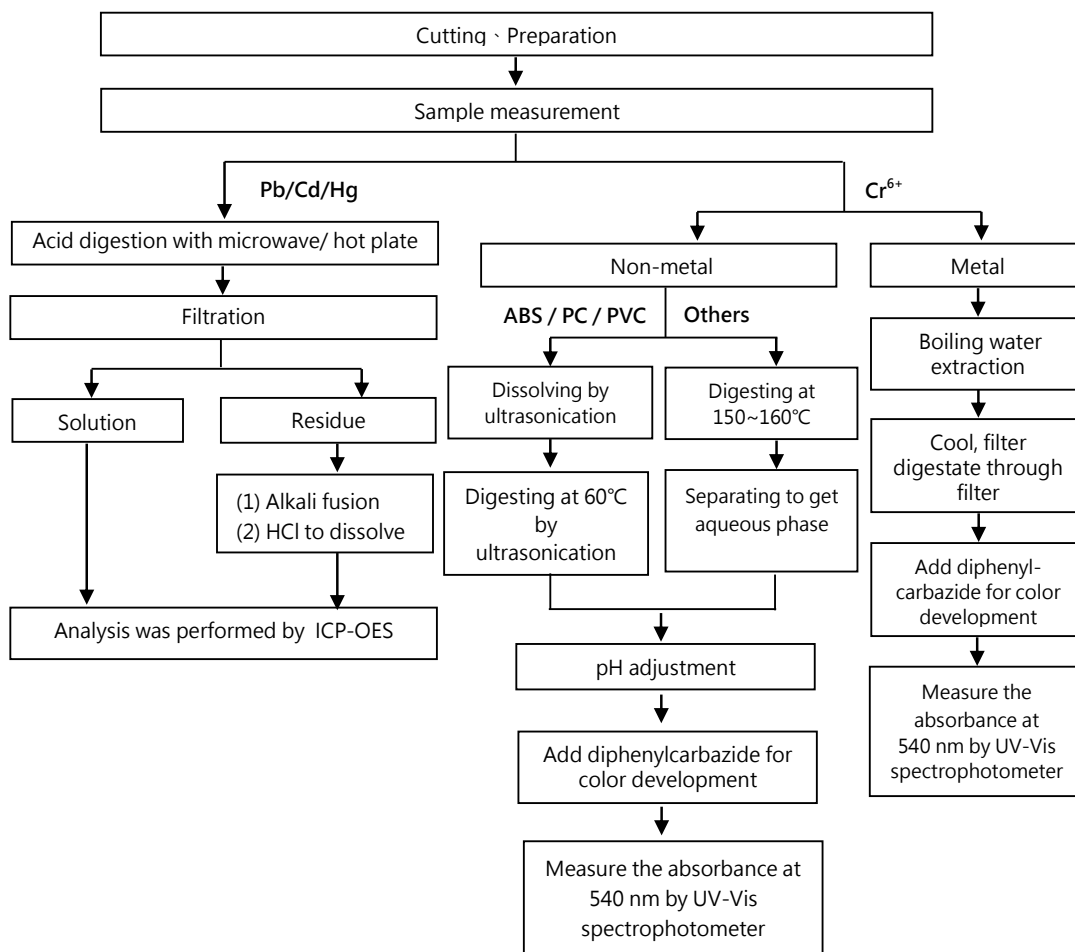 Cutting、Preparation
Sample measurement
Pb/Cd/Hg
Cr⁶⁺
Acid digestion with microwave/ hot plate
Filtration
Solution
Residue
(1) Alkali fusion
(2) HCl to dissolve
Analysis was performed by ICP-OES
Non-metal
ABS / PC / PVC
Others
Dissolving by
ultrasonication
Digesting at 60℃
by
ultrasonication
Digesting at
150~160℃
Separating to get
aqueous phase
pH adjustment
Add diphenylcarbazide for
color development
Measure the absorbance at
540 nm by UV-Vis
spectrophotometer
Metal
Boiling water
extraction
Cool, filter
digestate through
filter
Add diphenyl-
carbazide for color
development
Measure the
absorbance at
540 nm by UV-Vis
spectrophotometer